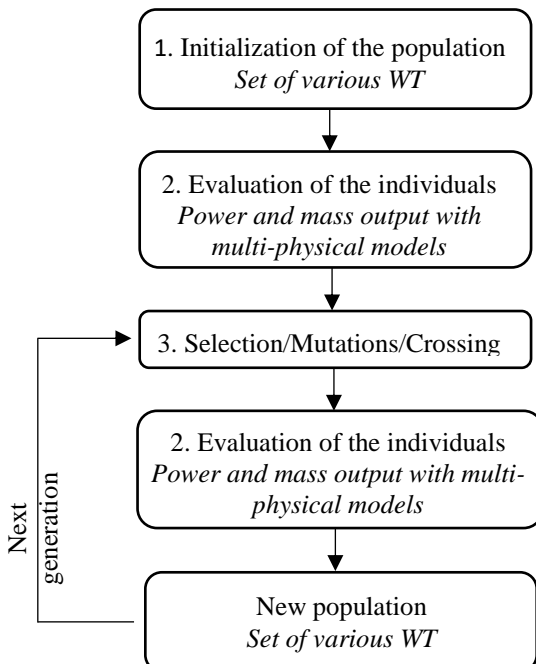 1. Initialization of the population
Set of various WT
2. Evaluation of the individuals
Power and mass output with
multi-physical models
3. Selection/Mutations/Crossing
2. Evaluation of the individuals
Power and mass output with multi-
physical models
Next
generation
New population
Set of various WT